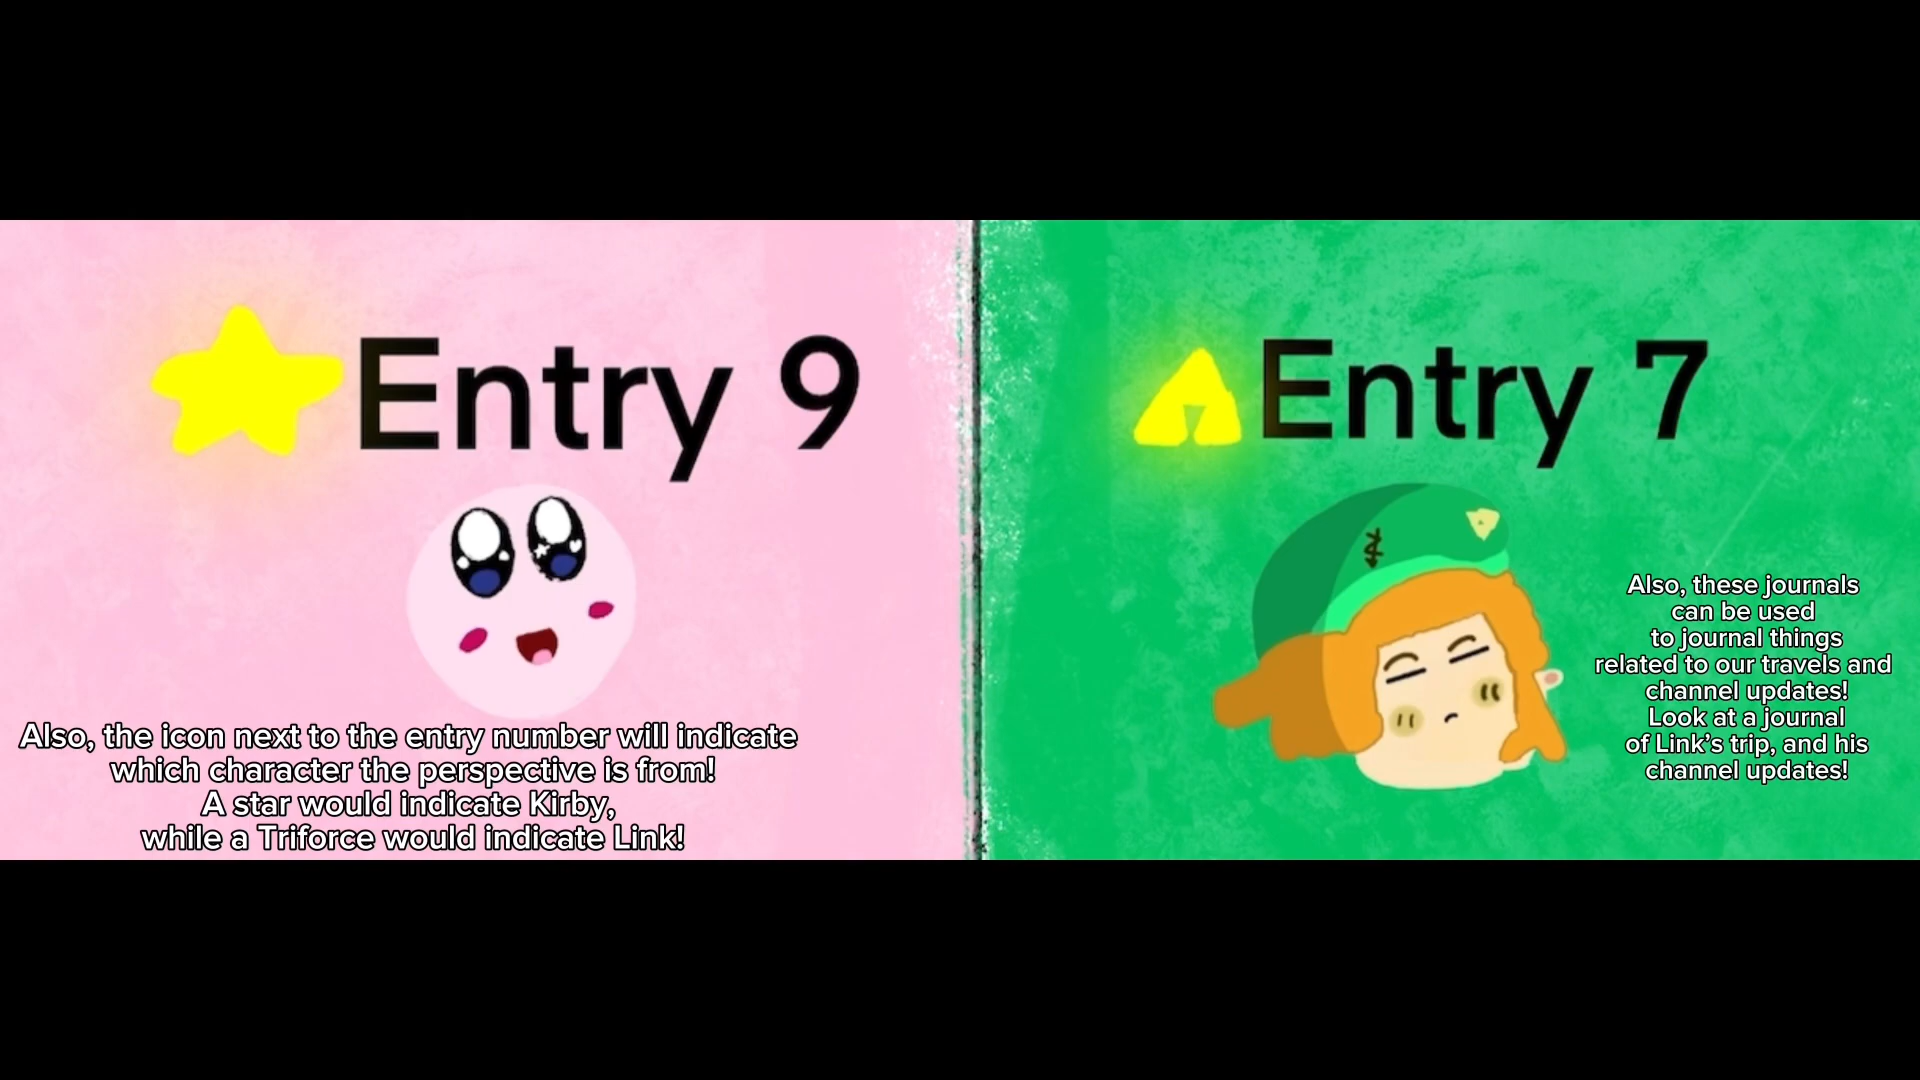 Entry 9
Also, the icon next to the entry number will indicate
which character the perspective is from!
A star would indicate Kirby,
while a Triforce would indicate Link!
Entry 7
Also, these journals
can be used
to journal things
related to our travels and
channel updates!
Look at a journal
of Link’s trip, and his
channel updates!